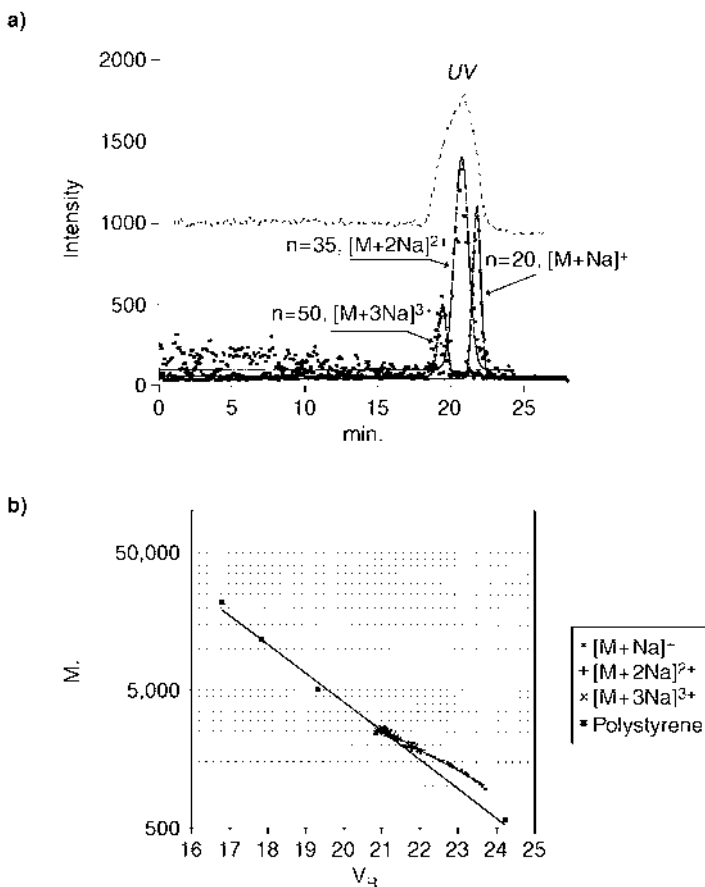 a)
2000
UV
1500
Intensity
1000
n=35, [M+2Na]2
n=20, [M+Na]+
500
n=50, [M+3Na]3+
0
0 5 10 15 20 25
min.
b)
50,000
M.
5,000
500
16 17 18 19 20 21 22 23 24 25
VR
[M+Na]+
[M+2Na]2+
[M+3Na]3+
Polystyrene